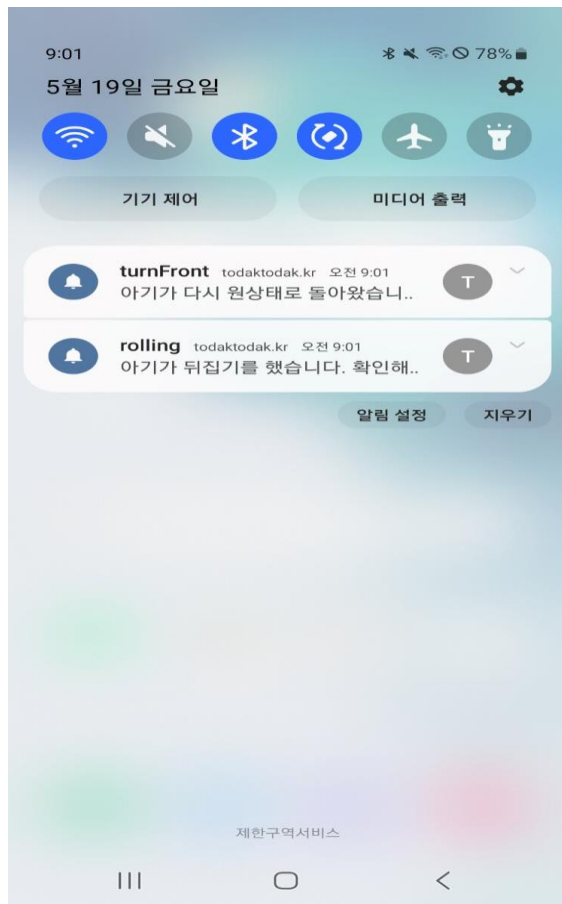 9:01 78%
5월 19일 금요일
기기 제어 미디어 출력
turnFront todaktodak.kr 오전 9:01
아기가 다시 원상태로 돌아왔습니..
T
rolling todaktodak.kr 오전 9:01
아기가 뒤집기를 했습니다. 확인해..
T
알림 설정 지우기
제한구역서비스